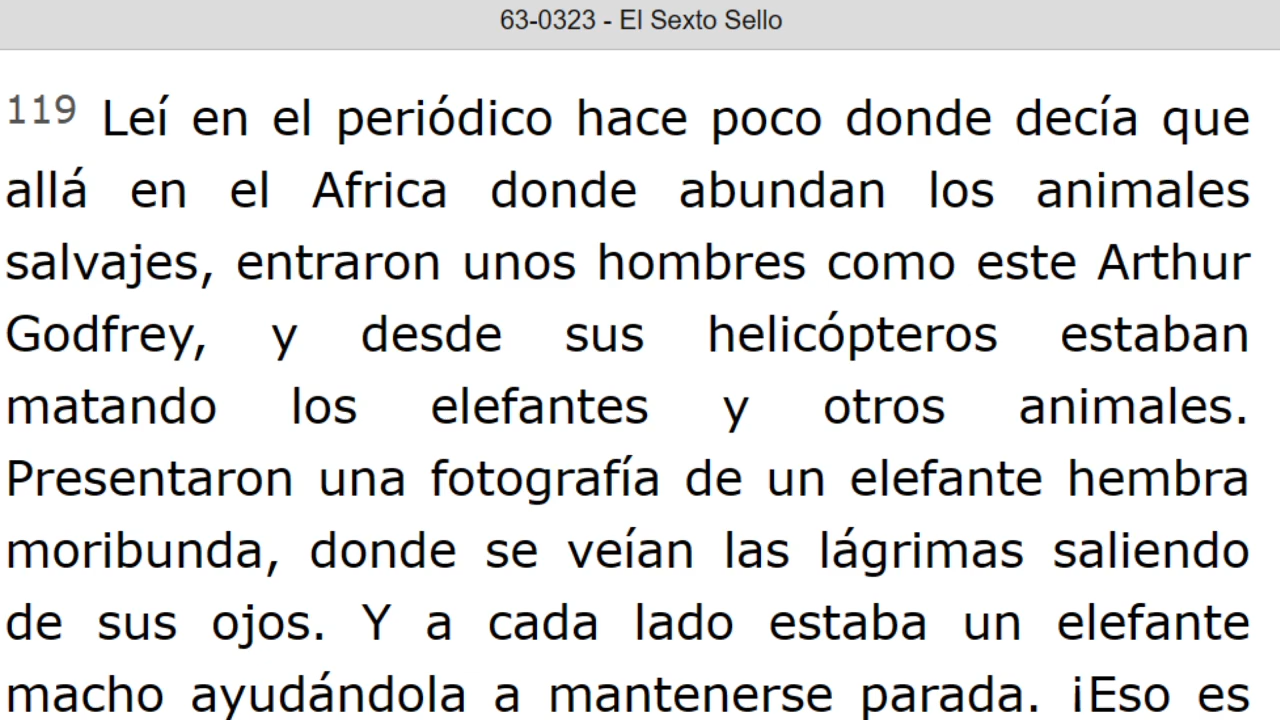 63-0323 - El Sexto Sello
119 Leí en el periódico hace poco donde decía que
allá en el Africa donde abundan los animales
salvajes, entraron unos hombres como este Arthur
Godfrey, y desde sus helicópteros estaban
matando los elefantes y otros animales.
Presentaron una fotografía de un elefante hembra
moribunda, donde se veían las lágrimas saliendo
de sus ojos. Y a cada lado estaba un elefante
macho ayudándola a mantenerse parada. ¡Eso es